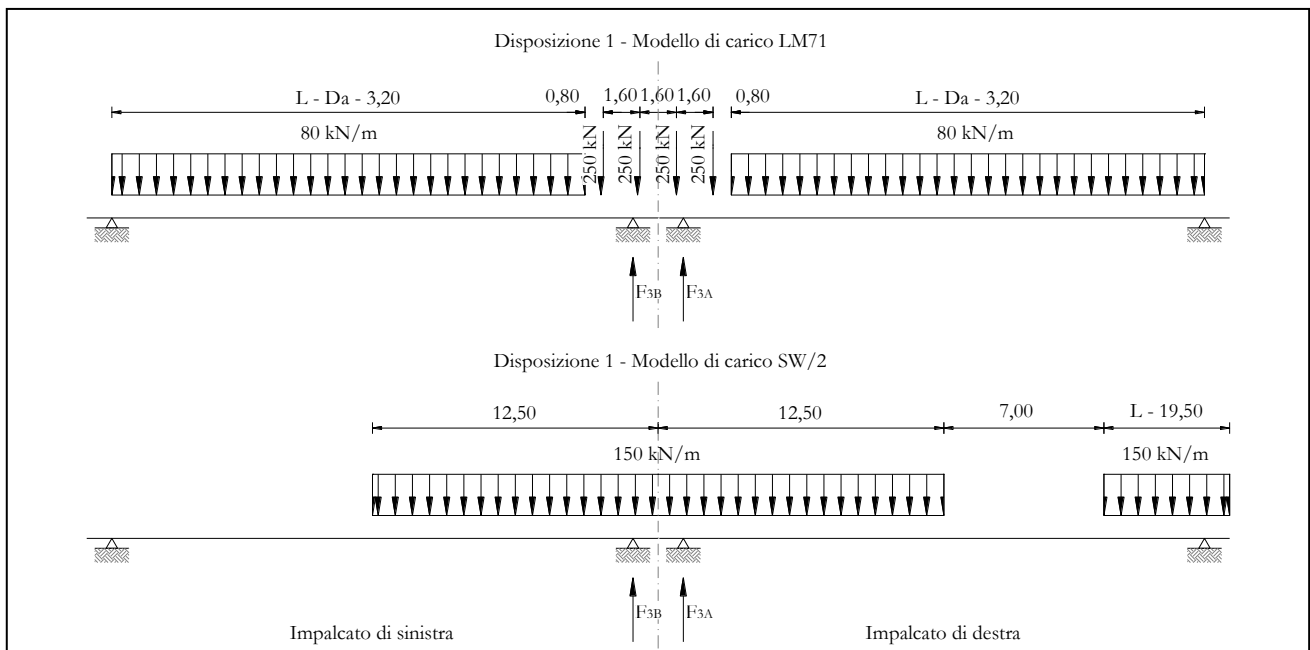 Disposizione 1 - Modello di carico LM71
L - Da - 3,20 0,80 1,60 1,60 1,60 0,80 L - Da - 3,20
80 kN/m 250 kN 250 kN 250 kN 250 kN 80 kN/m
F3B F3A
Disposizione 1 - Modello di carico SW/2
12,50 12,50 7,00 L - 19,50
150 kN/m 150 kN/m
F3B F3A
Impalcato di sinistra Impalcato di destra